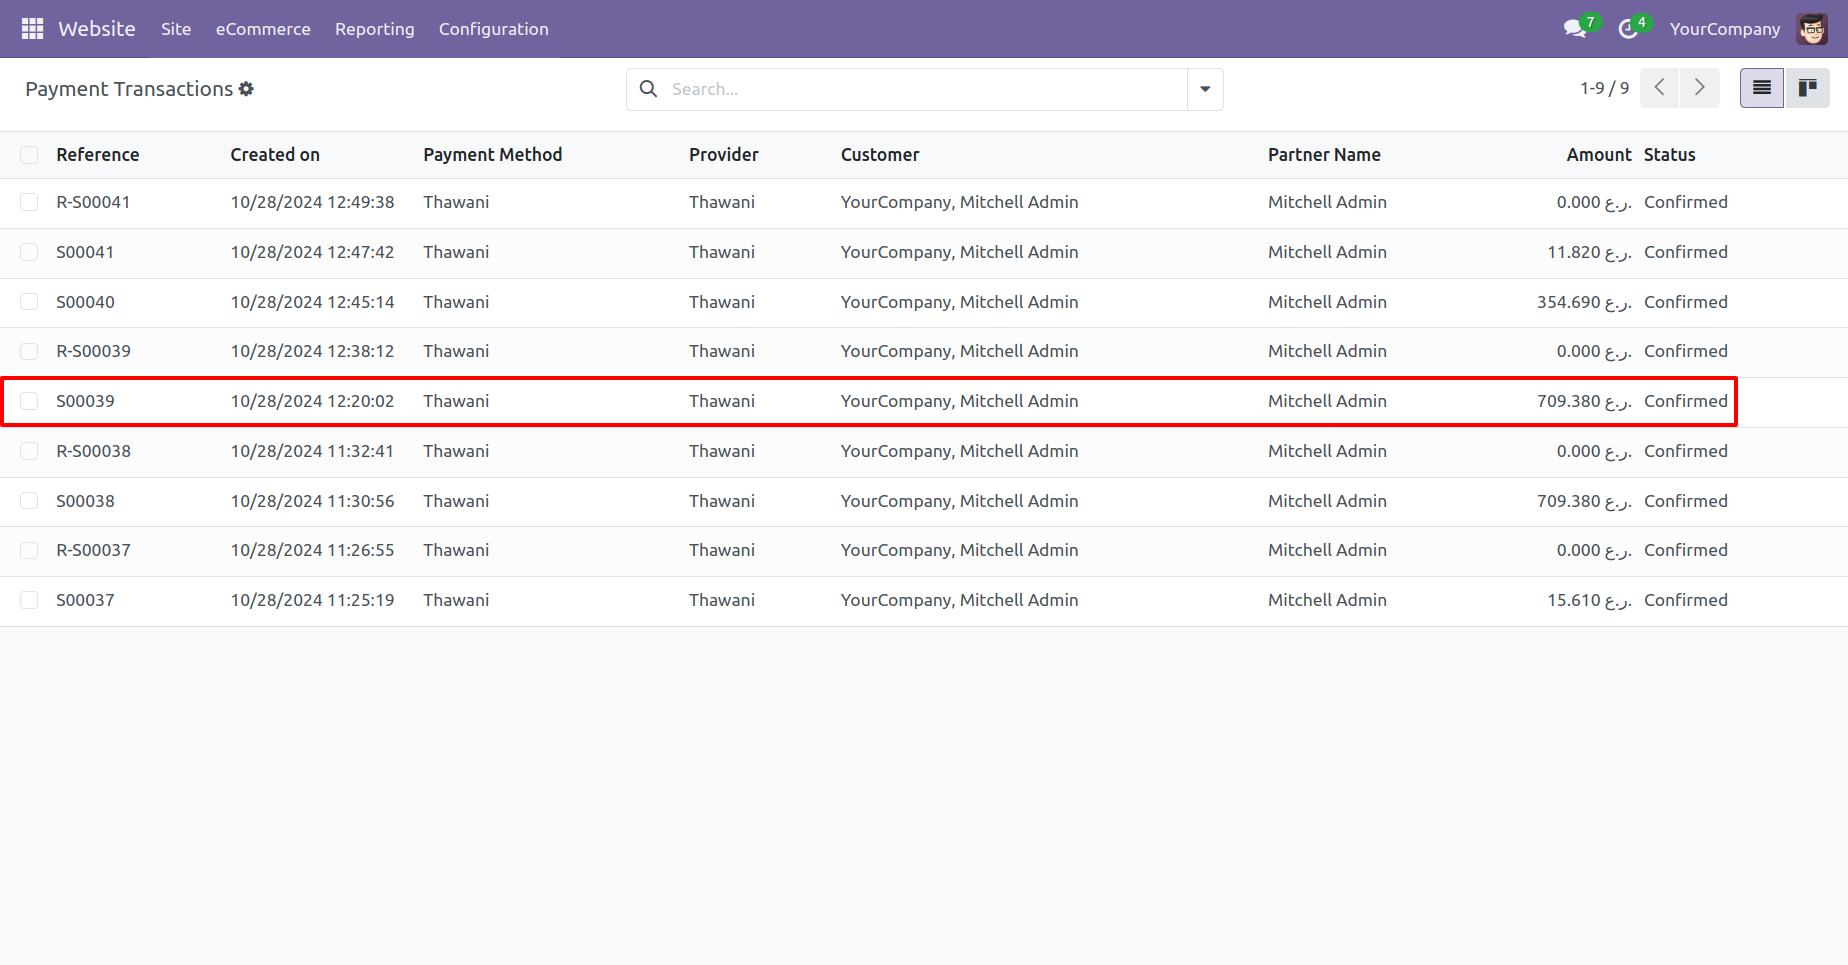 Website Site eCommerce Reporting Configuration 7 4 YourCompany
Payment Transactions Search... 1-9 / 9
Reference Created on Payment Method Provider Customer Partner Name Amount Status
R-S00041 10/28/2024 12:49:38 Thawani Thawani YourCompany, Mitchell Admin Mitchell Admin 0.000 ر.ع. Confirmed
S00041 10/28/2024 12:47:42 Thawani Thawani YourCompany, Mitchell Admin Mitchell Admin 11.820 ر.ع. Confirmed
S00040 10/28/2024 12:45:14 Thawani Thawani YourCompany, Mitchell Admin Mitchell Admin 354.690 ر.ع. Confirmed
R-S00039 10/28/2024 12:38:12 Thawani Thawani YourCompany, Mitchell Admin Mitchell Admin 0.000 ر.ع. Confirmed
S00039 10/28/2024 12:20:02 Thawani Thawani YourCompany, Mitchell Admin Mitchell Admin 709.380 ر.ع. Confirmed
R-S00038 10/28/2024 11:32:41 Thawani Thawani YourCompany, Mitchell Admin Mitchell Admin 0.000 ر.ع. Confirmed
S00038 10/28/2024 11:30:56 Thawani Thawani YourCompany, Mitchell Admin Mitchell Admin 709.380 ر.ع. Confirmed
R-S00037 10/28/2024 11:26:55 Thawani Thawani YourCompany, Mitchell Admin Mitchell Admin 0.000 ر.ع. Confirmed
S00037 10/28/2024 11:25:19 Thawani Thawani YourCompany, Mitchell Admin Mitchell Admin 15.610 ر.ع. Confirmed